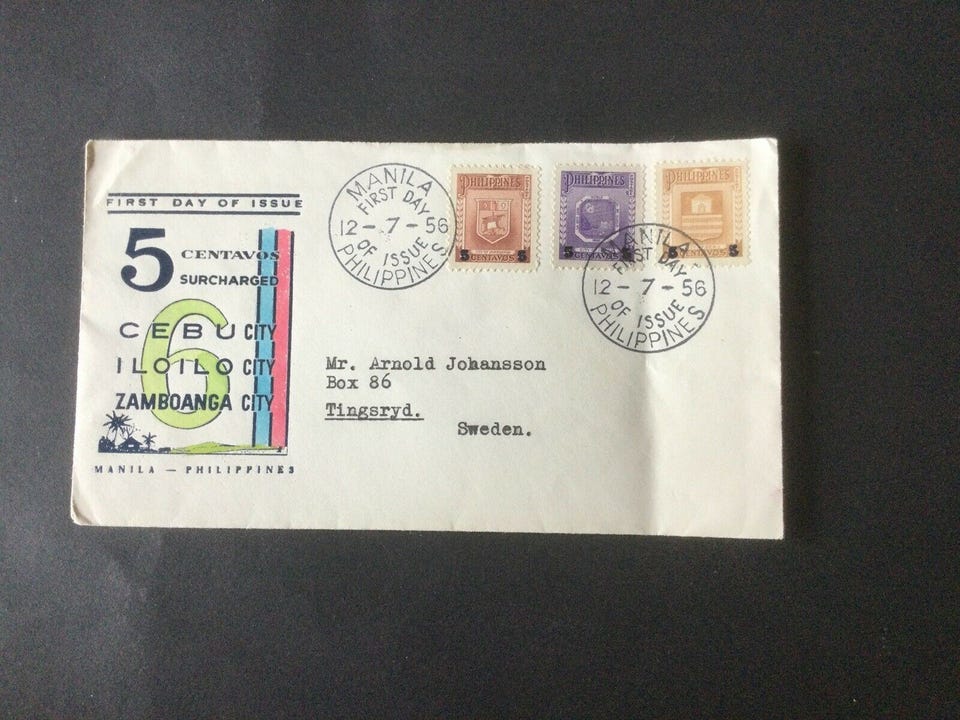 FIRST DAY OF ISSUE
5 CENTAVOS
SURCHARGED
6
CEBU CITY
ILOILO CITY
ZAMBOANGA CITY
MANILA — PHILIPPINES
MANILA
FIRST DAY
12-7-56
OF ISSUE
PHILIPPINES
PHILIPPINES
5 CENTAVOS 5
PHILIPPINES
5 CENTAVOS
PHILIPPINES
CENTAVOS 5
MANILA
FIRST DAY
12-7-56
OF ISSUE
PHILIPPINES
Mr. Arnold Johansson
Box 86
Tingsryd.
Sweden.